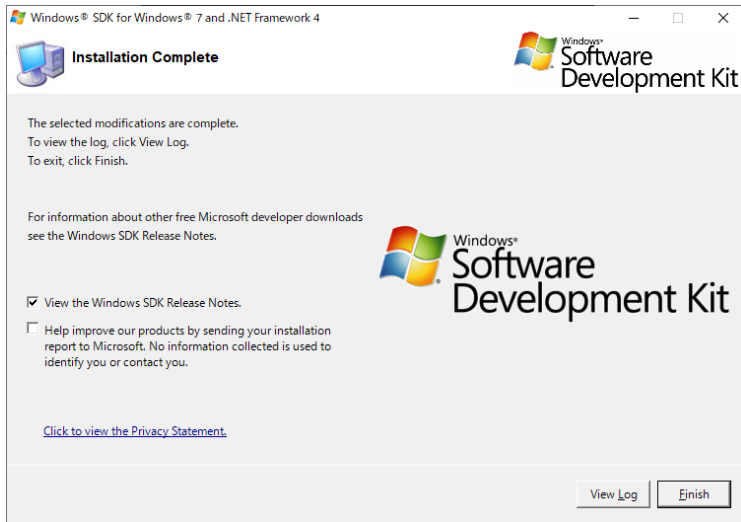 Windows® SDK for Windows® 7 and .NET Framework 4
Installation Complete
Windows®
Software
Development Kit
The selected modifications are complete.
To view the log, click View Log.
To exit, click Finish.
For information about other free Microsoft developer downloads
see the Windows SDK Release Notes.
Windows®
Software
Development Kit
View the Windows SDK Release Notes.
Help improve our products by sending your installation
report to Microsoft. No information collected is used to
identify you or contact you.
Click to view the Privacy Statement.
View Log
Finish